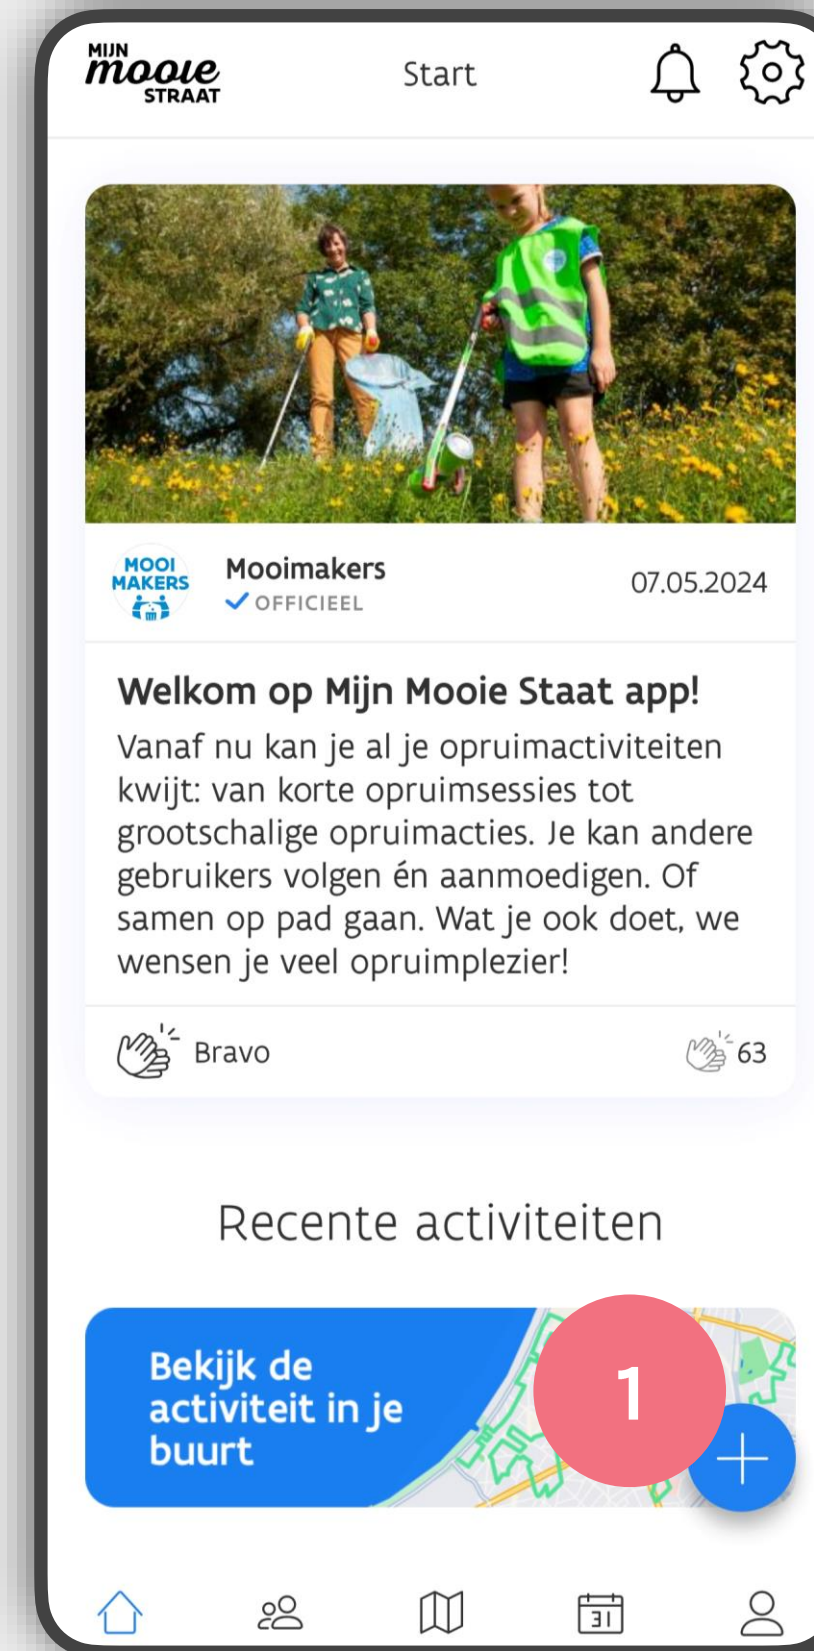 MIJN
mooie
STRAAT
Start
MOOI
MAKERS
Mooimakers
OFFICIEEL
07.05.2024
Welkom op Mijn Mooie Staat app!
Vanaf nu kan je al je opruimactiviteiten
kwijt: van korte opruimsessies tot
grootschalige opruimacties. Je kan andere
gebruikers volgen én aanmoedigen. Of
samen op pad gaan. Wat je ook doet, we
wensen je veel opruimplezier!
Bravo
63
Recente activiteiten
Bekijk de
activiteit in je
buurt
1
31